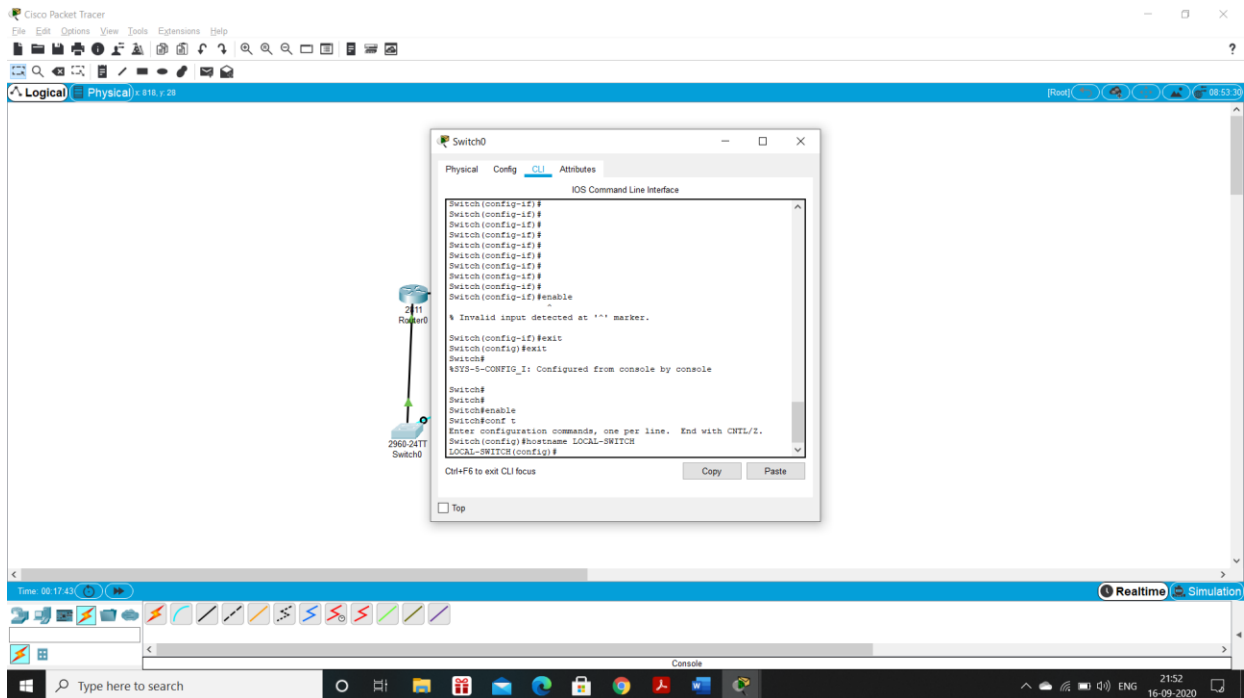 Cisco Packet Tracer
File Edit Options View Tools Extensions Help
?
Logical Physical x: 818, y: 28 [Root] 08:53:30
Switch0
Physical Config CLI Attributes
IOS Command Line Interface
Switch(config-if)#
Switch(config-if)#
Switch(config-if)#
Switch(config-if)#
Switch(config-if)#
Switch(config-if)#
Switch(config-if)#
Switch(config-if)#
Switch(config-if)#
Switch(config-if)#enable
^
% Invalid input detected at '^' marker.
Switch(config-if)#exit
Switch(config)#exit
Switch#
%SYS-5-CONFIG_I: Configured from console by console
Switch#
Switch#
Switch#enable
Switch#conf t
Enter configuration commands, one per line. End with CNTL/Z.
Switch(config)#hostname LOCAL-SWITCH
LOCAL-SWITCH(config)#
Ctrl+F6 to exit CLI focus
Copy Paste
Top
2811
Router0
2960-24TT
Switch0
Time: 00:17:43
Realtime Simulation
Console
Type here to search
ENG
21:52
16-09-2020